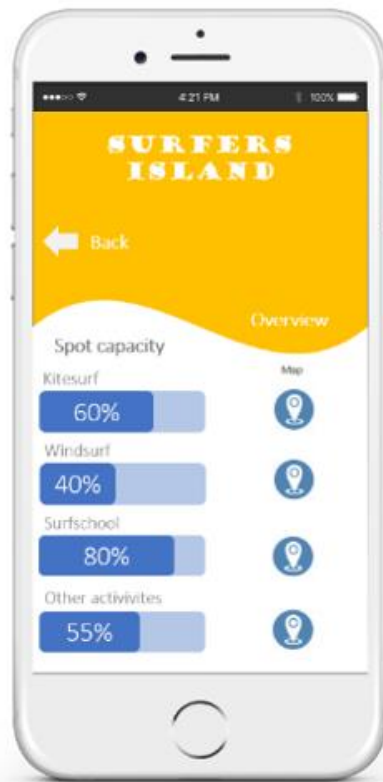 4:21 PM 100%
SURFERS
ISLAND
Back
Overview
Spot capacity
Map
Kitesurf
60%
Windsurf
40%
Surfschool
80%
Other activivites
55%